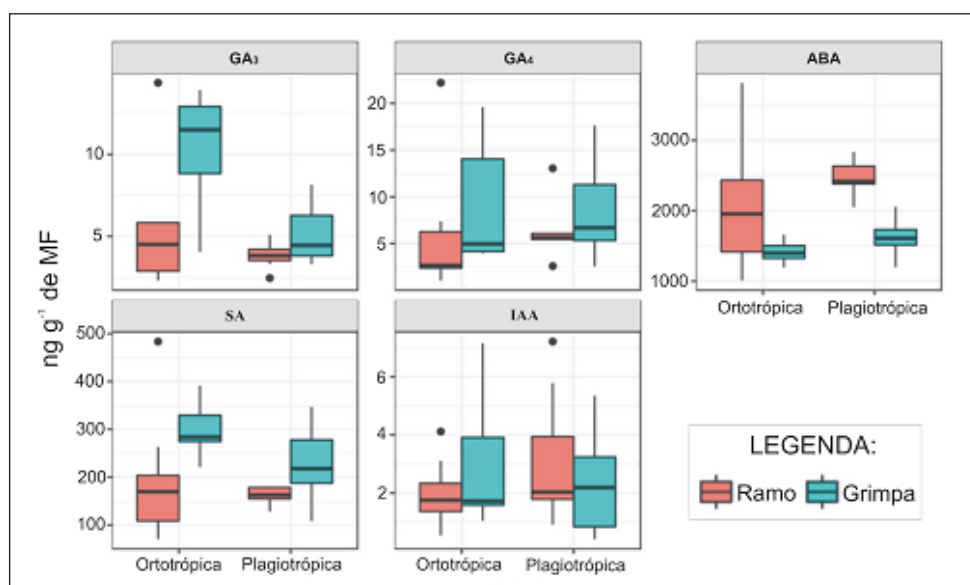 GA₃
GA₄
ABA
10
5
20
15
10
5
3000
2000
1000
Ortotrópica
Plagiotrópica
ng g⁻¹ de MF
SA
IAA
500
400
300
200
100
6
4
2
Ortotrópica
Plagiotrópica
Ortotrópica
Plagiotrópica
LEGENDA:
Ramo
Grimpa